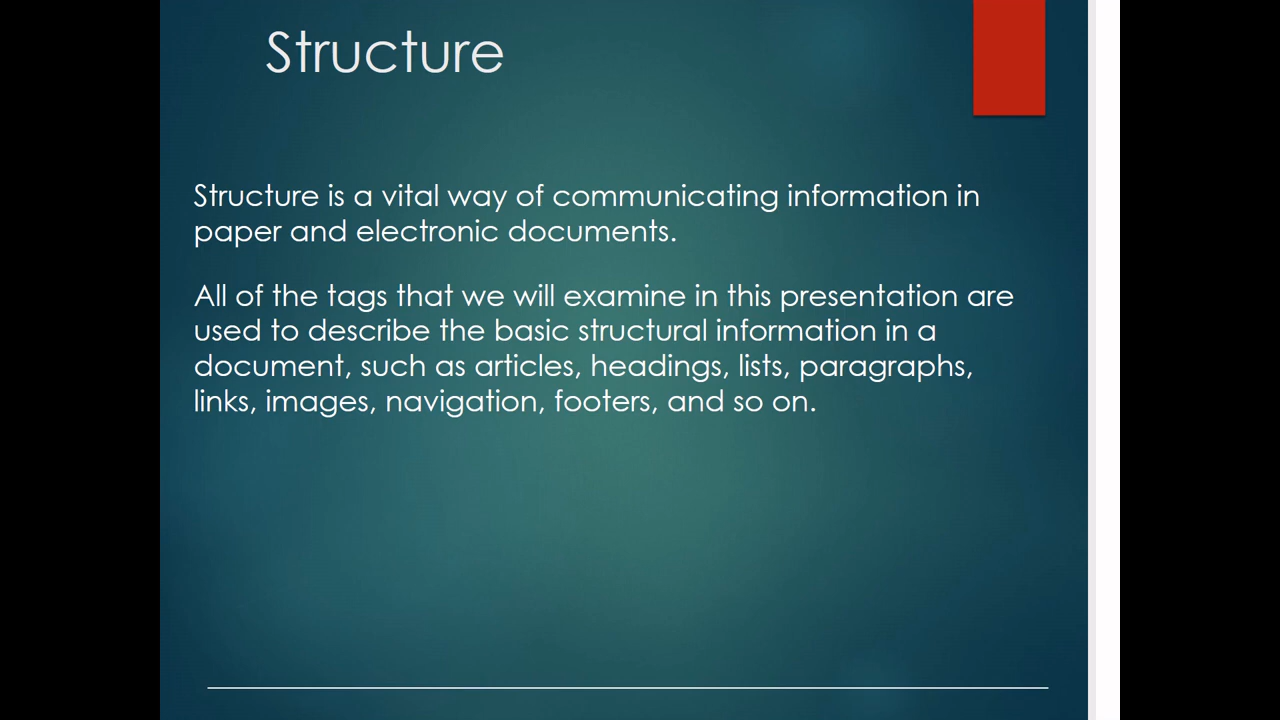 Structure
Structure is a vital way of communicating information in
paper and electronic documents.
All of the tags that we will examine in this presentation are
used to describe the basic structural information in a
document, such as articles, headings, lists, paragraphs,
links, images, navigation, footers, and so on.